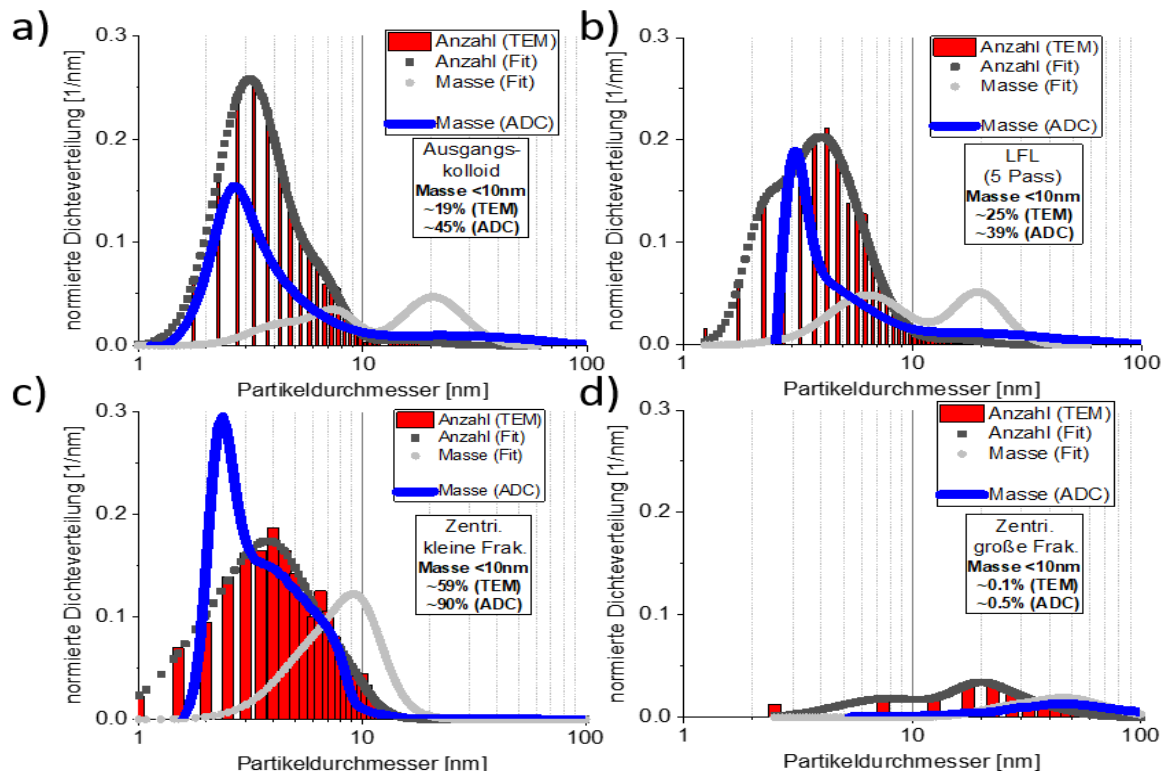 a)
normierte Dichteverteilung [1/nm]
0.3
0.2
0.1
0.0
Anzahl (TEM)
Anzahl (Fit)
Masse (Fit)
Masse (ADC)
Ausgangs-
kolloid
Masse <10nm
~19% (TEM)
~45% (ADC)
1
10
100
Partikeldurchmesser [nm]
b)
normierte Dichteverteilung [1/nm]
0.3
0.2
0.1
0.0
Anzahl (TEM)
Anzahl (Fit)
Masse (Fit)
Masse (ADC)
LFL
(5 Pass)
Masse <10nm
~25% (TEM)
~39% (ADC)
1
10
100
Partikeldurchmesser [nm]
c)
normierte Dichteverteilung [1/nm]
0.3
0.2
0.1
0.0
Anzahl (TEM)
Anzahl (Fit)
Masse (Fit)
Masse (ADC)
Zentri.
kleine Frak.
Masse <10nm
~59% (TEM)
~90% (ADC)
1
10
100
Partikeldurchmesser [nm]
d)
normierte Dichteverteilung [1/nm]
0.3
0.2
0.1
0.0
Anzahl (TEM)
Anzahl (Fit)
Masse (Fit)
Masse (ADC)
Zentri.
große Frak.
Masse <10nm
~0.1% (TEM)
~0.5% (ADC)
1
10
100
Partikeldurchmesser [nm]